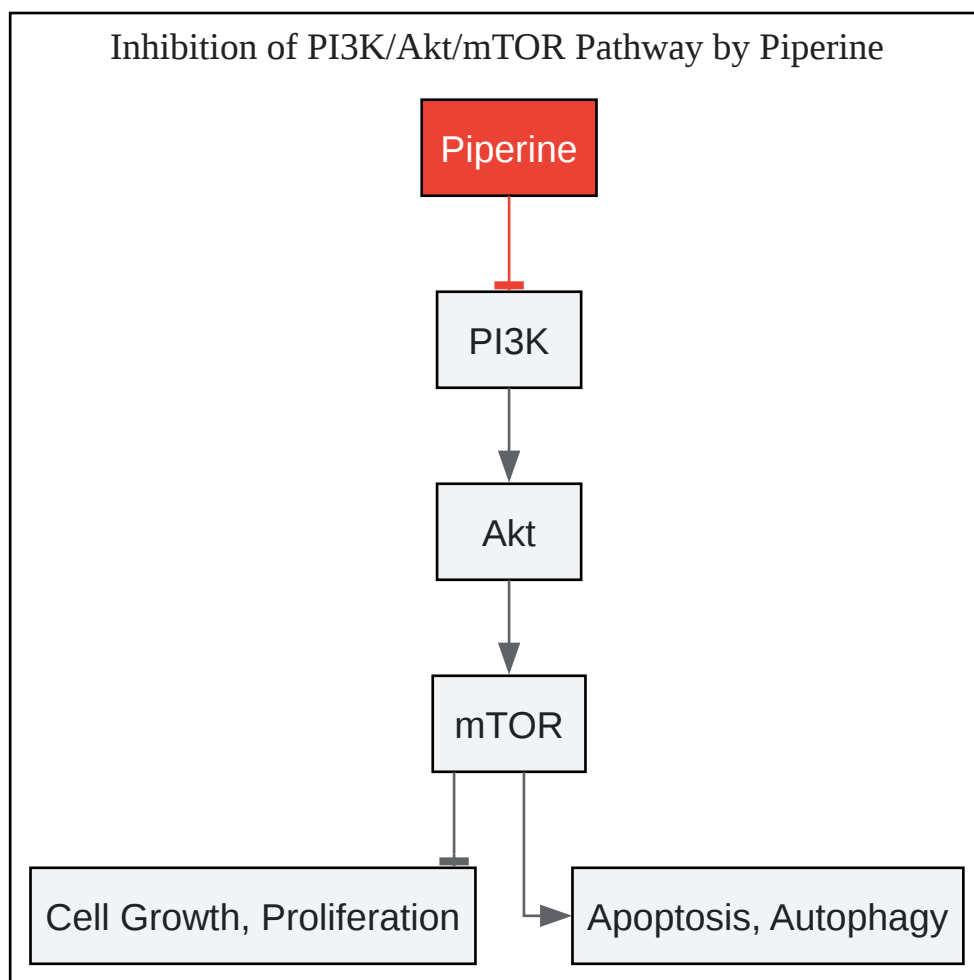 Inhibition of PI3K/Akt/mTOR Pathway by Piperine
Piperine
PI3K
Akt
mTOR
Cell Growth, Proliferation
Apoptosis, Autophagy